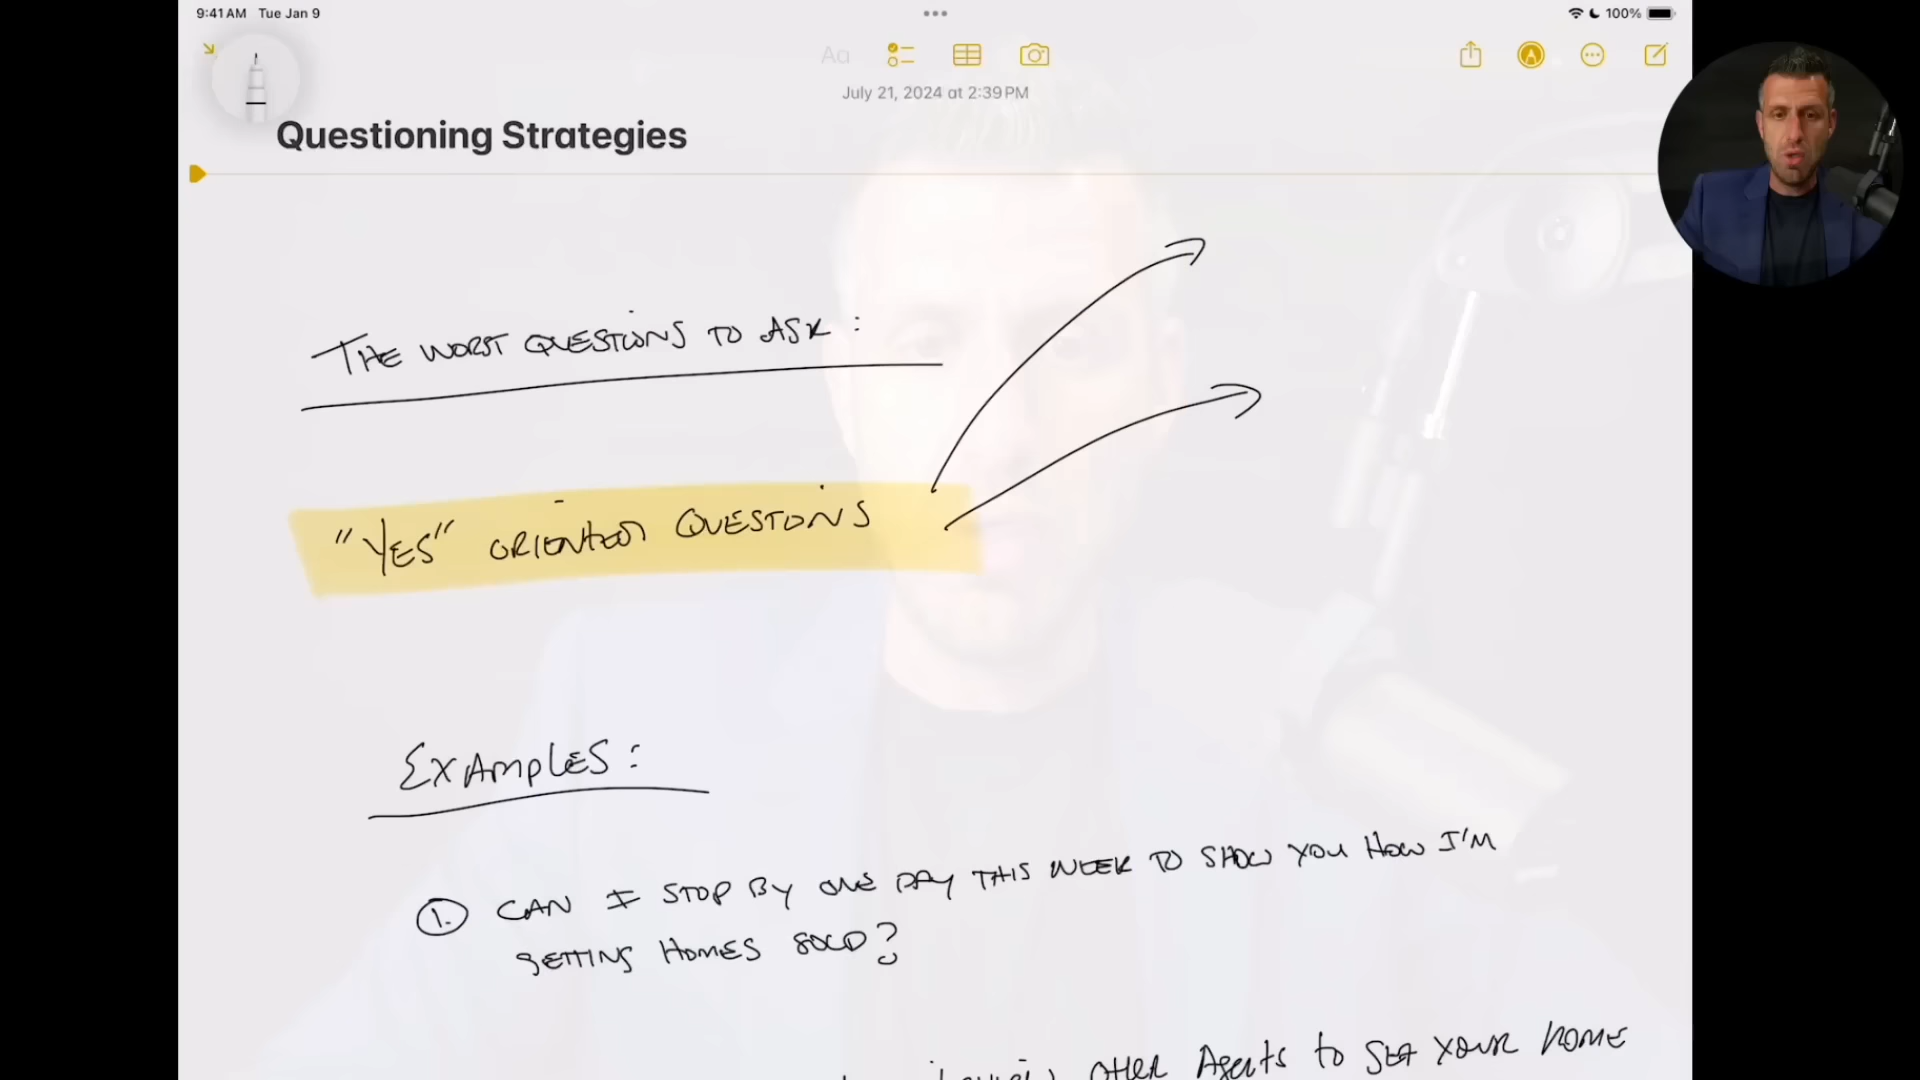 9:41 AM Tue Jan 9
100%
Aa
July 21, 2024 at 2:39 PM
Questioning Strategies
THE WORST QUESTIONS TO ASK :
"YES" ORIENTED QUESTIONS
EXAMPLES :
1. CAN I STOP BY ONE DAY THIS WEEK TO SHOW YOU HOW I'M
GETTING HOMES SOLD?
OTHER AGENTS TO SELL YOUR HOME